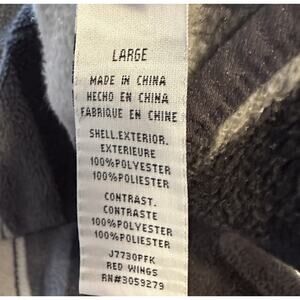 LARGE
MADE IN CHINA
HECHO EN CHINA
FABRIQUE EN CHINE
SHELL.EXTERIOR.
EXTERIEURE
100%POLYESTER
100%POLIESTER
CONTRAST.
CONTRASTE
100%POLYESTER
100%POLIESTER
J7730PFK
RED WINGS
RN#3059279